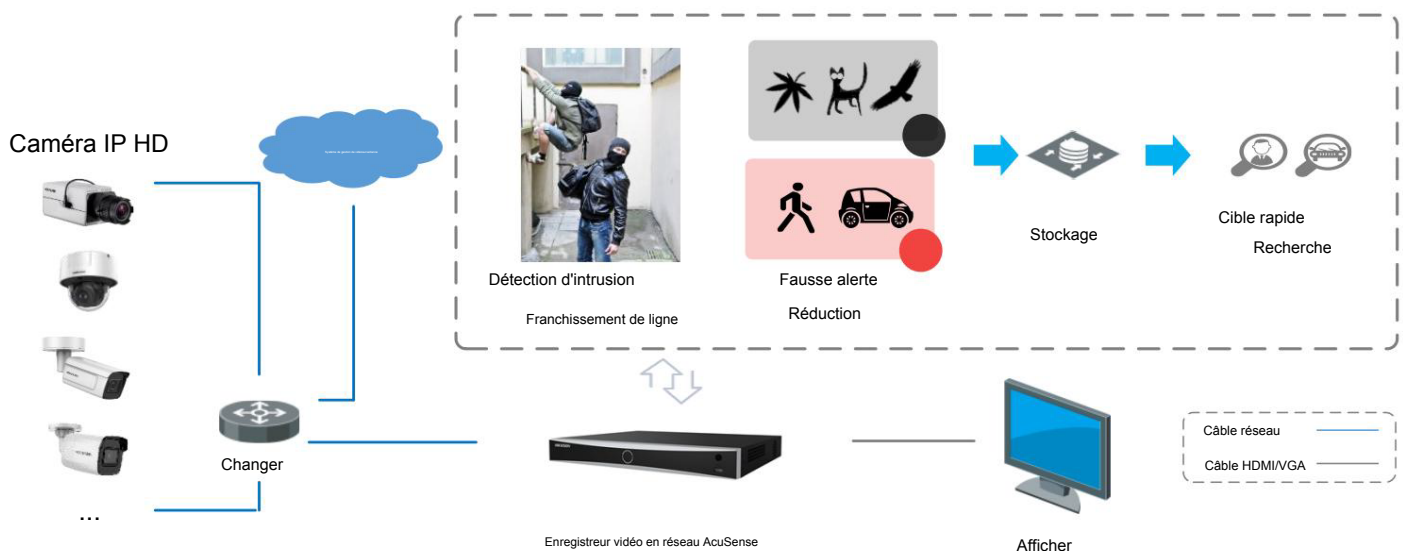 Caméra IP HD
Détection d'intrusion
Franchissement de ligne
Fausse alerte
Réduction
Stockage
Cible rapide
Recherche
Changer
...
Enregistreur vidéo en réseau AcuSense
Afficher
Câble réseau
Câble HDMI/VGA